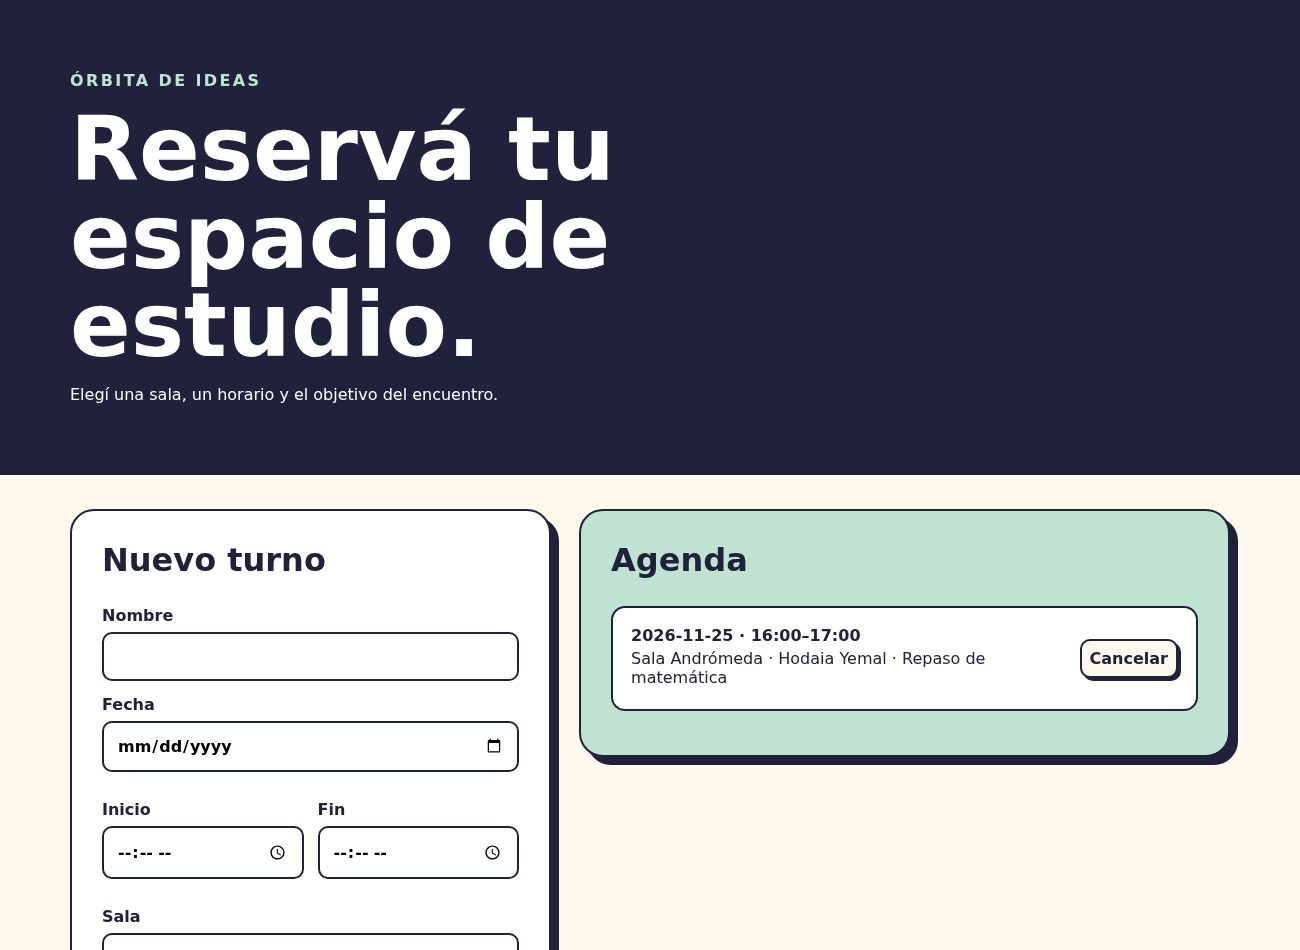 ÓRBITA DE IDEAS
Reservá tu
espacio de
estudio.
Elegí una sala, un horario y el objetivo del encuentro.
Nuevo turno
Nombre
Fecha
mm/dd/yyyy
Inicio
Fin
--:-- --
--:-- --
Sala
Agenda
2026-11-25 · 16:00–17:00
Sala Andrómeda · Hodaia Yemal · Repaso de
matemática
Cancelar